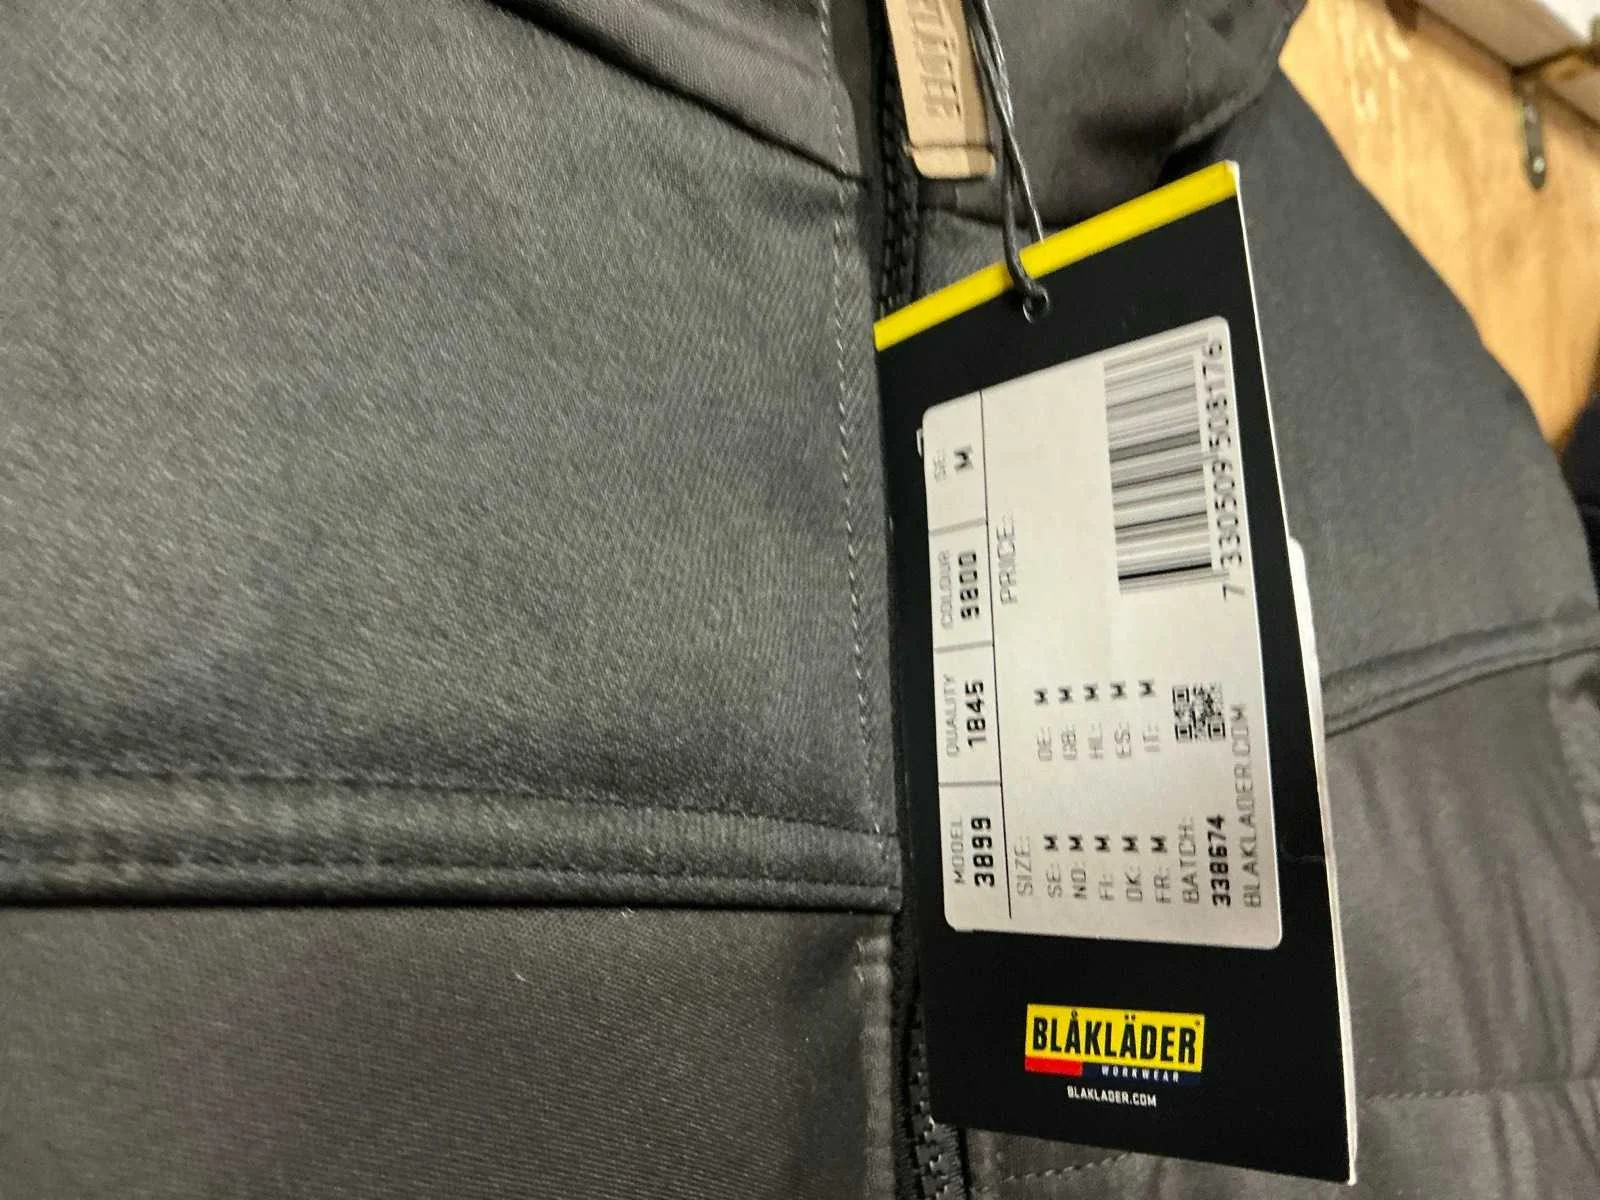 MODEL QUALITY COLOUR SE:
3899 1845 9800 M
SIZE: PRICE:
SE: M DE: M
NO: M GB: M
FI: M NL: M
DK: M ES: M
FR: M IT: M
BATCH:
338674
BLAKLADER.COM
7 330509 508176
BLÅKLÄDER®
WORKWEAR
BLAKLADER.COM